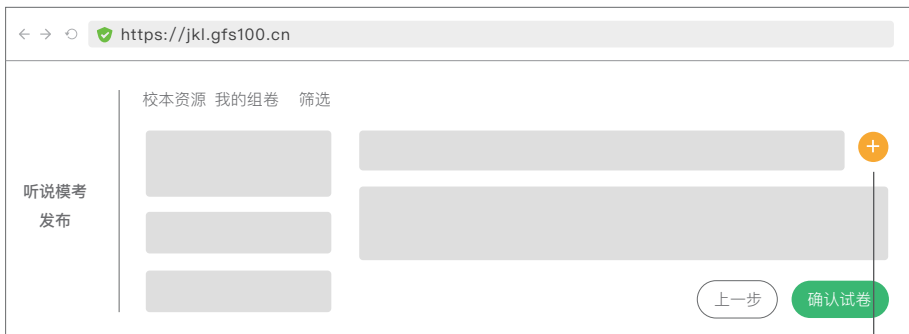 https://jkl.gfs100.cn
校本资源 我的组卷 筛选
听说模考
发布
上一步 确认试卷